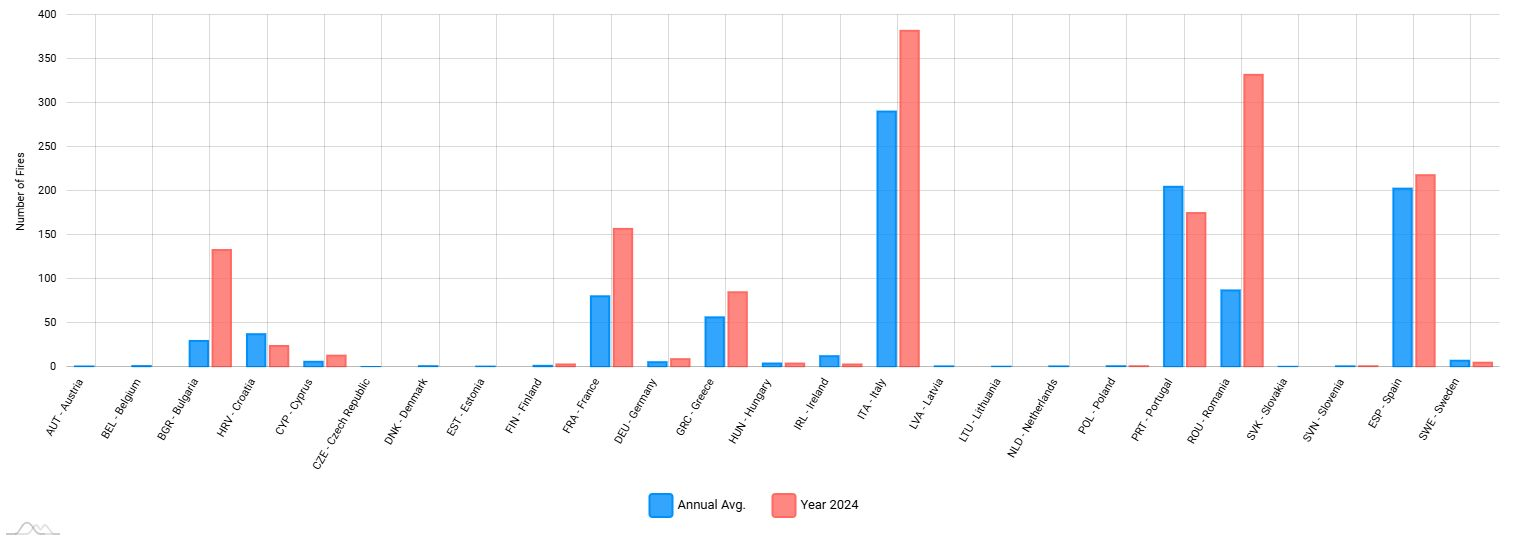 400
350
300
250
200
150
100
50
0
Number of Fires
AUT - Austria
BEL - Belgium
BGR - Bulgaria
HRV - Croatia
CYP - Cyprus
CZE - Czech Republic
DNK - Denmark
EST - Estonia
FIN - Finland
FRA - France
DEU - Germany
GRC - Greece
HUN - Hungary
IRL - Ireland
ITA - Italy
LVA - Latvia
LTU - Lithuania
NLD - Netherlands
POL - Poland
PRT - Portugal
ROU - Romania
SVK - Slovakia
SVN - Slovenia
ESP - Spain
SWE - Sweden
Annual Avg.
Year 2024